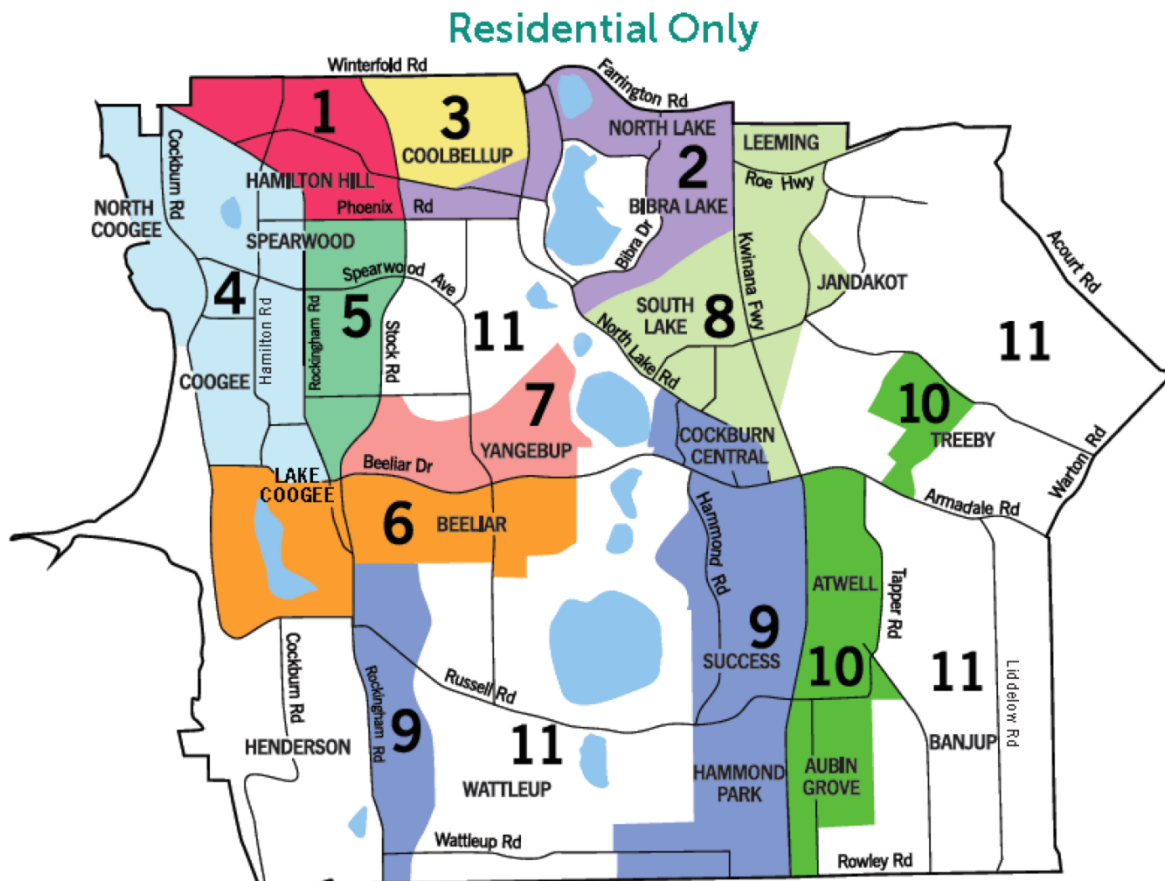 Residential Only
Winterfold Rd
Farrington Rd
1
3
COOLBELLUP
NORTH LAKE
2
BIBRA LAKE
LEEMING
Roe Hwy
Cockburn Rd
HAMILTON HILL
Phoenix Rd
NORTH
COOGEE
SPEARWOOD
Bibra Dr
Kwinana Fwy
Acourt Rd
JANDAKOT
4
Spearwood Ave
5
Hamilton Rd
Rockingham Rd
Stock Rd
11
SOUTH
LAKE
8
North Lake Rd
11
COOGEE
7
YANGEBUP
10
TREEBY
COCKBURN
CENTRAL
Warton Rd
Beeliar Dr
LAKE
COOGEE
6
BEELIAR
Armadale Rd
Hammond Rd
ATWELL
Tapper Rd
9
SUCCESS
10
11
Liddelow Rd
Cockburn Rd
Rockingham Rd
Russell Rd
HENDERSON
9
11
WATTLEUP
BANJUP
HAMMOND
PARK
AUBIN
GROVE
Wattleup Rd
Rowley Rd